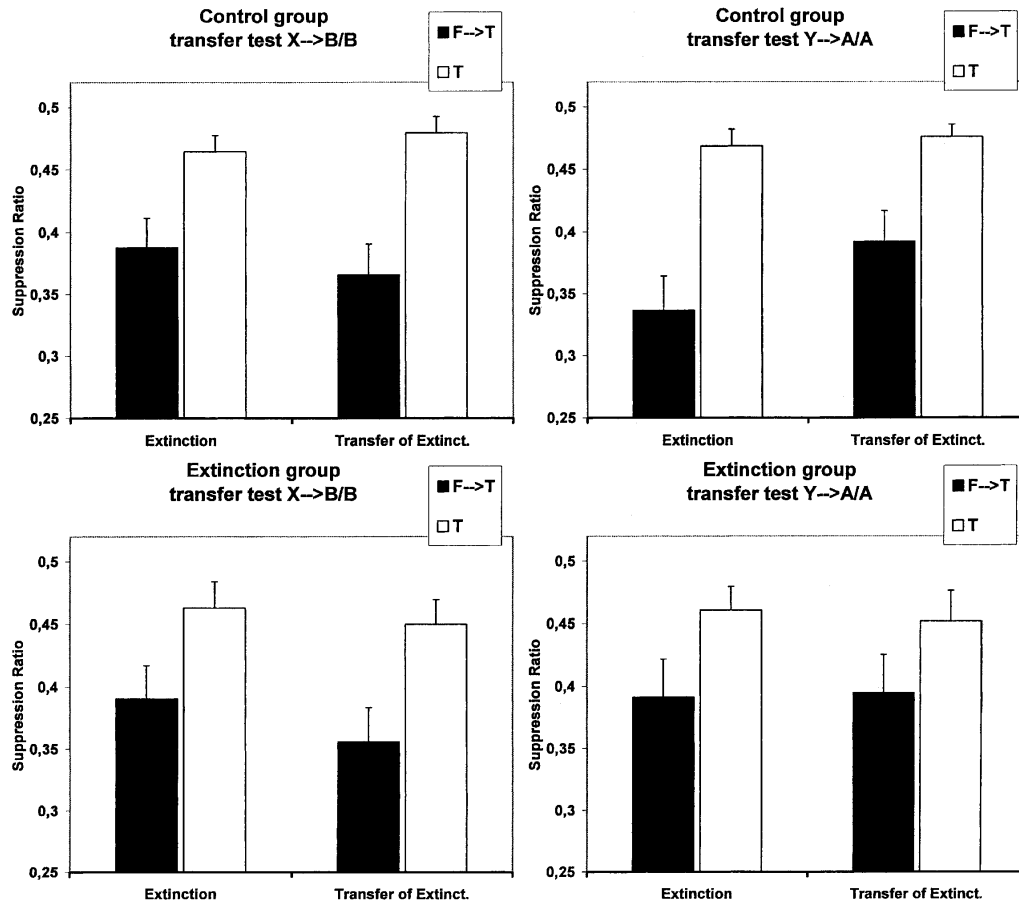 Control group
transfer test X-->B/B
F-->T
T
0,5
0,45
0,4
0,35
0,3
0,25
Suppression Ratio
Extinction
Transfer of Extinct.
Control group
transfer test Y-->A/A
F-->T
T
0,5
0,45
0,4
0,35
0,3
0,25
Suppression Ratio
Extinction
Transfer of Extinct.
Extinction group
transfer test X-->B/B
F-->T
T
0,5
0,45
0,4
0,35
0,3
0,25
Suppression Ratio
Extinction
Transfer of Extinct.
Extinction group
transfer test Y-->A/A
F-->T
T
0,5
0,45
0,4
0,35
0,3
0,25
Suppression Ratio
Extinction
Transfer of Extinct.